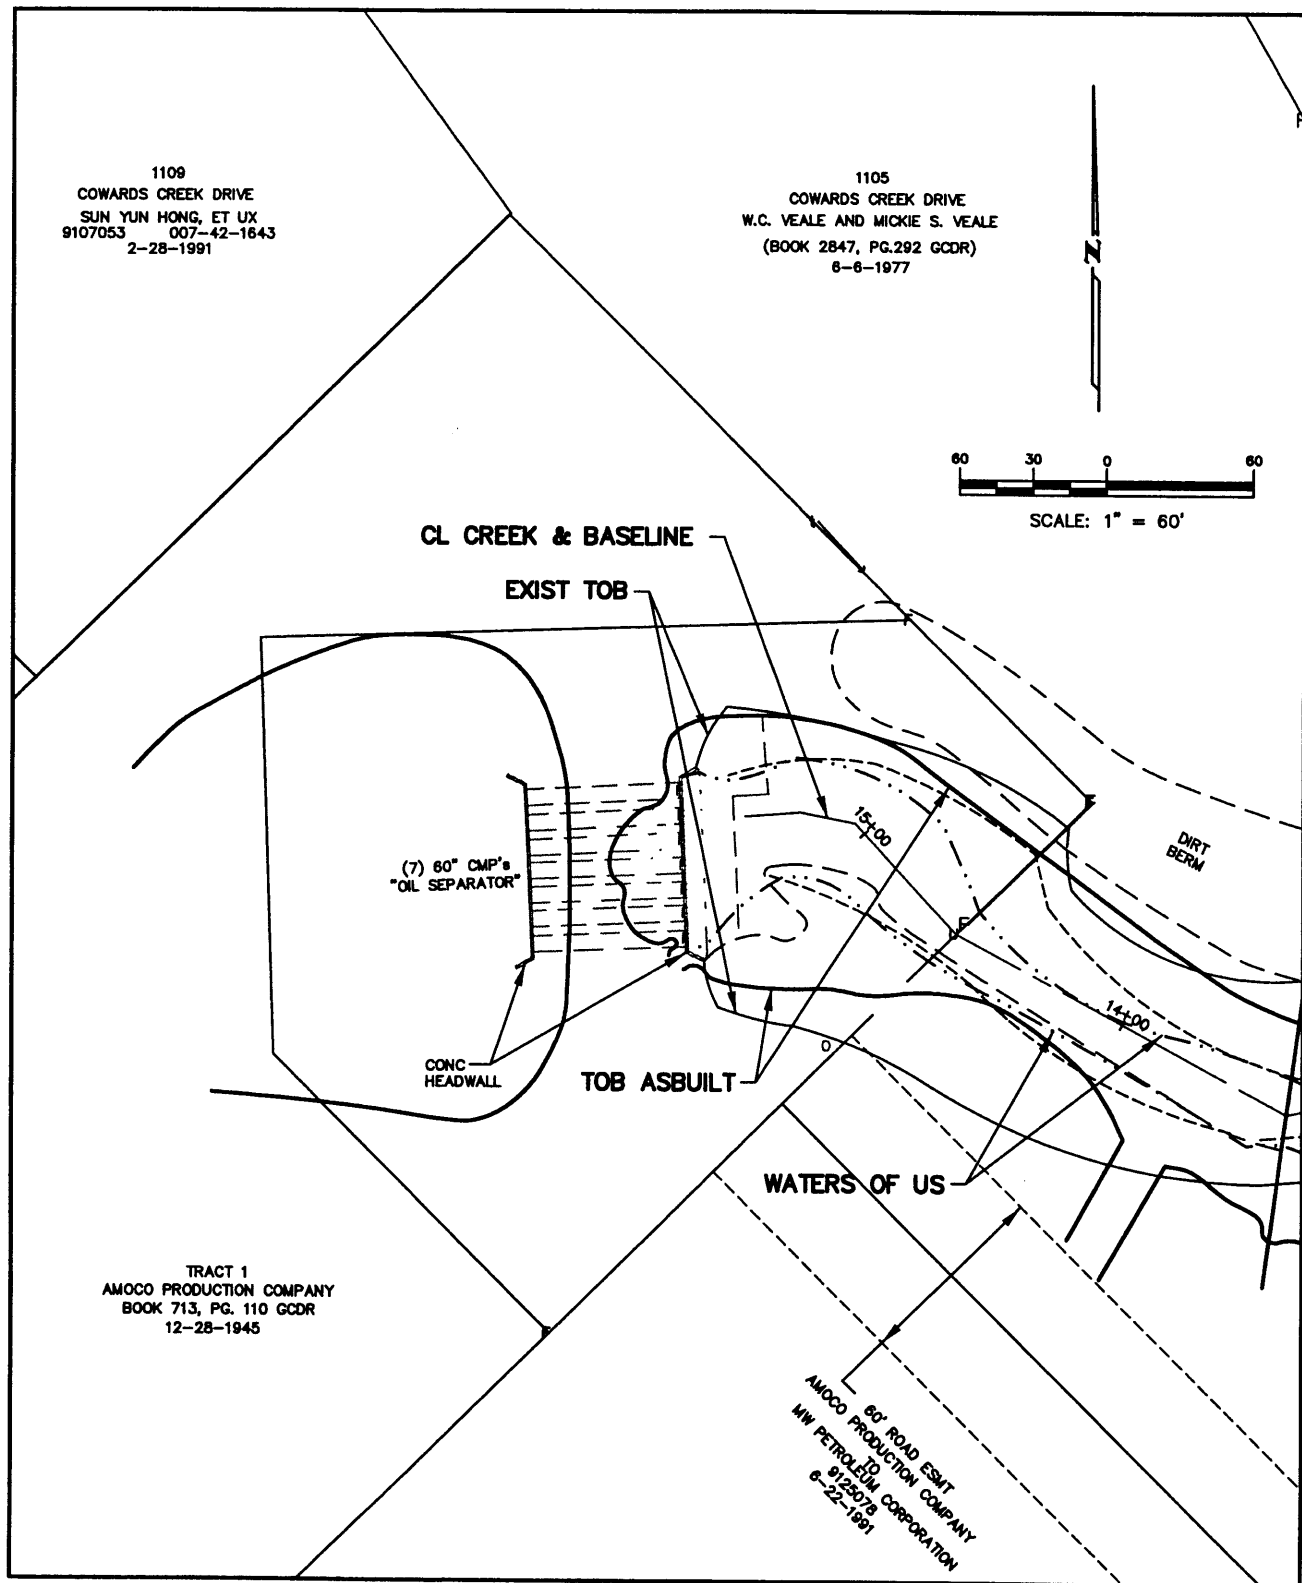 1109
COWARDS CREEK DRIVE
SUN YUN HONG, ET UX
9107053 007-42-1643
2-28-1991
1105
COWARDS CREEK DRIVE
W.C. VEALE AND MICKIE S. VEALE
(BOOK 2847, PG.292 GCDR)
6-6-1977
N
60 30 0 60
SCALE: 1" = 60'
CL CREEK & BASELINE
EXIST TOB
F
F
15+00
DIRT
BERM
(7) 60" CMP's
"OIL SEPARATOR"
F
14+00
O
CONC
HEADWALL
TOB ASBUILT
WATERS OF US
TRACT 1
AMOCO PRODUCTION COMPANY
BOOK 713, PG. 110 GCDR
12-28-1945
F
60' ROAD ESMT
AMOCO PRODUCTION COMPANY
TO
MW PETROLEUM CORPORATION
9125078
6-22-1991